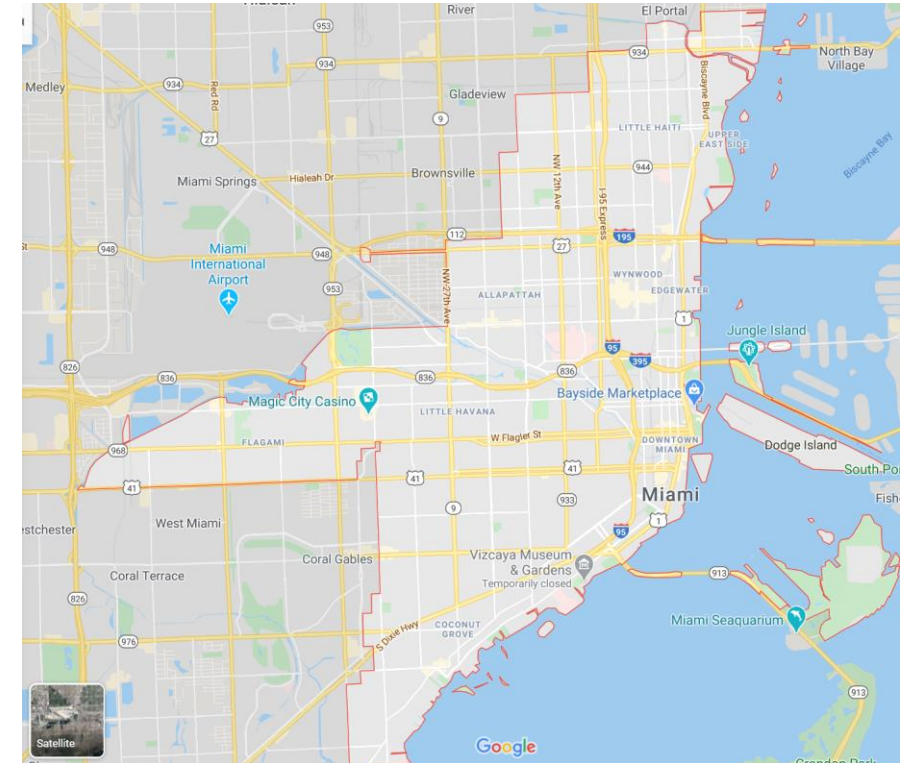 Hialeah
River
El Portal
953
934
934
North Bay
Village
Medley
934
Red Rd
Gladeview
Biscayne Blvd
9
LITTLE HAITI
UPPER
EAST SIDE
27
Biscayne Bay
NW 12th Ave
944
Miami Springs
Hialeah Dr
Brownsville
I-95 Express
112
195
948
948
27
Miami
International
Airport
WYNWOOD
953
NW 27th Ave
ALLAPATTAH
EDGEWATER
1
Jungle Island
95
395
826
836
836
836
Bayside Marketplace
Magic City Casino
LITTLE HAVANA
W Flagler St
FLAGAMI
DOWNTOWN
MIAMI
Dodge Island
968
41
41
41
South Po
Miami
933
9
Fish
1
West Miami
estchester
95
Coral Gables
Vizcaya Museum
& Gardens
Temporarily closed
913
Coral Terrace
826
Miami Seaquarium
COCONUT
GROVE
S Dixie Hwy
976
913
Satellite
Google
Crandon Park